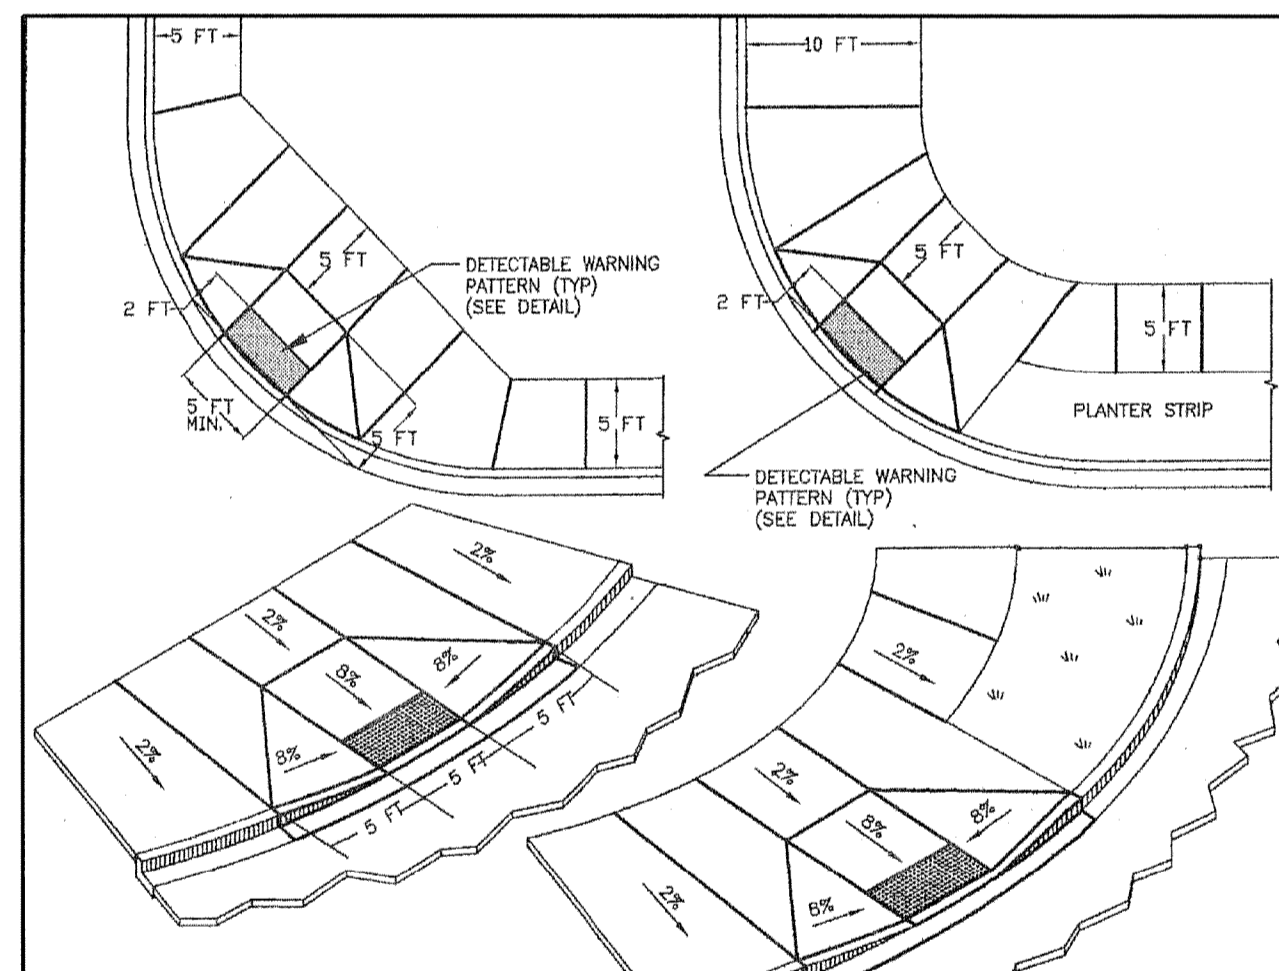 5 FT
10 FT
5 FT
DETECTABLE WARNING
PATTERN (TYP)
(SEE DETAIL)
2 FT
5 FT
MIN.
5 FT
5 FT
5 FT
2 FT
5 FT
PLANTER STRIP
DETECTABLE WARNING
PATTERN (TYP)
(SEE DETAIL)
2%
2%
8%
8%
2%
8%
5 FT
5 FT
5 FT
2%
2%
8%
8%
2%
8%